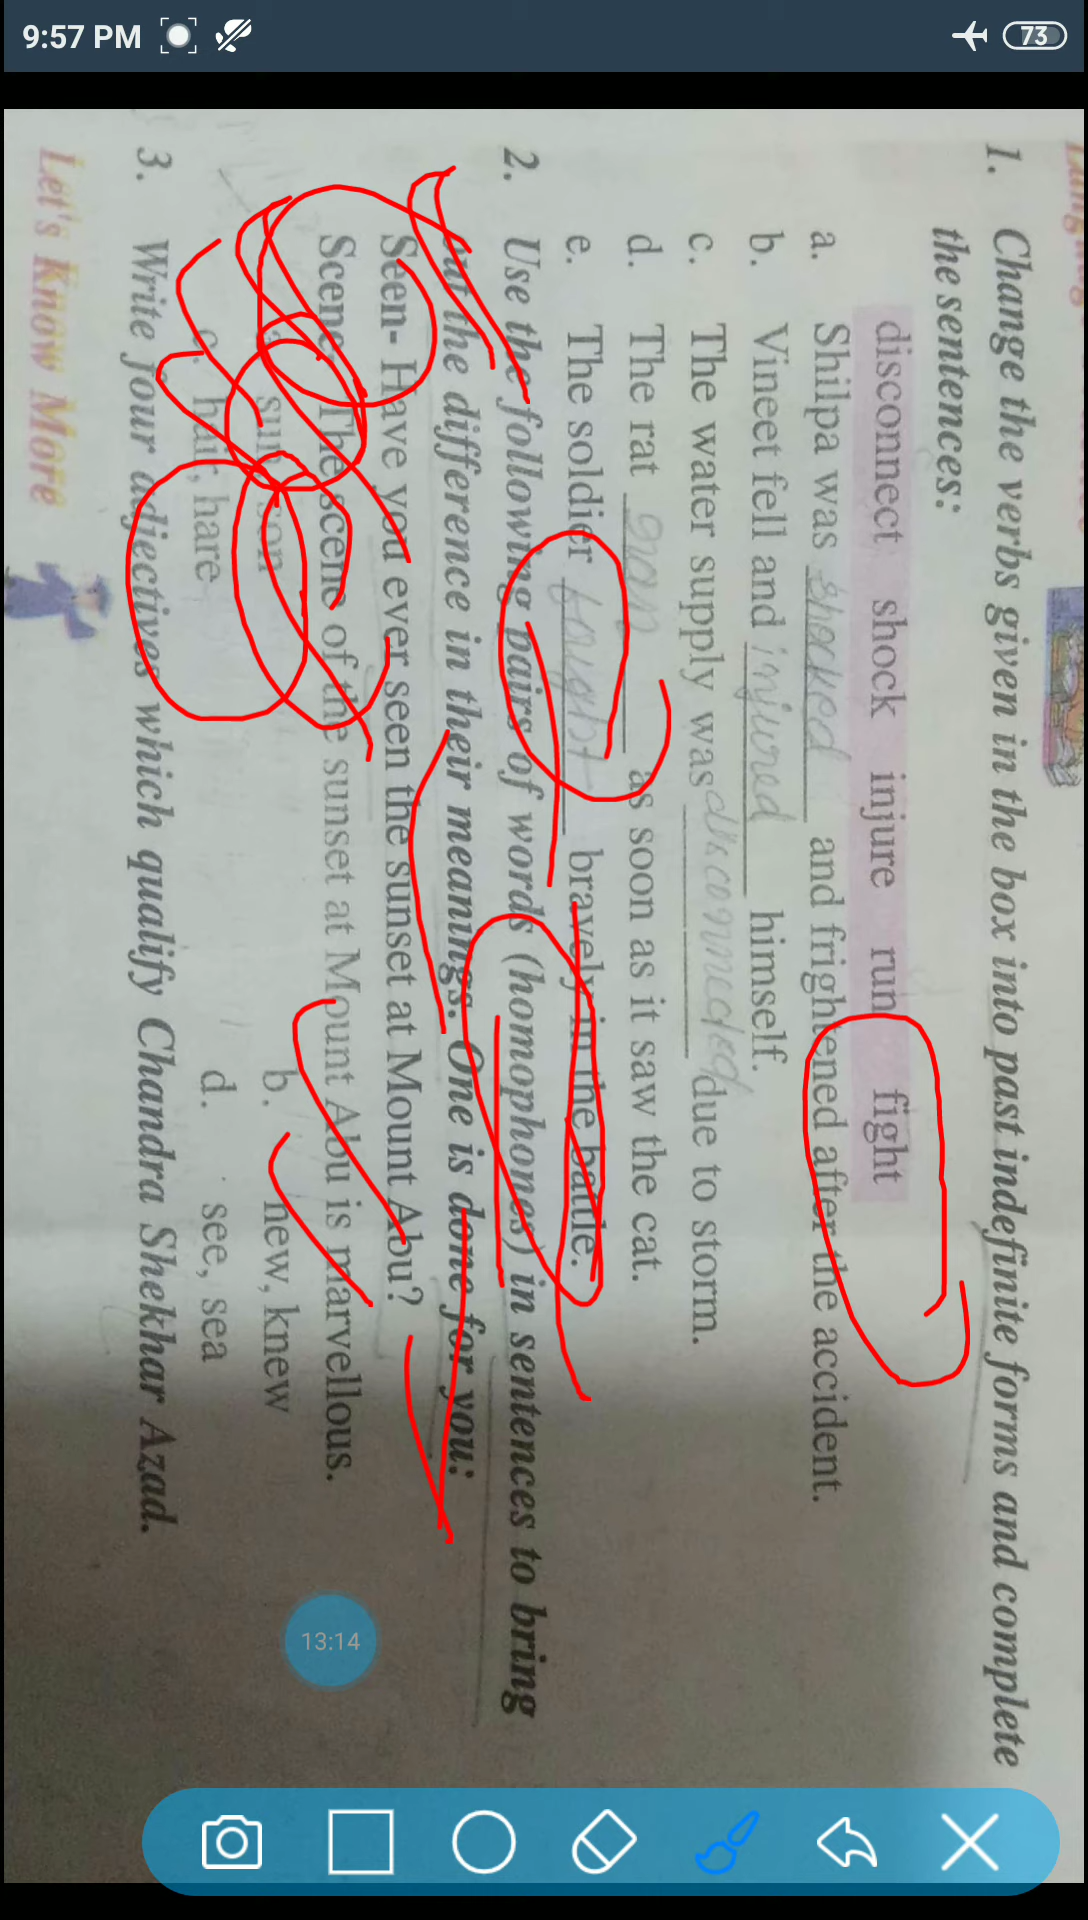 9:57 PM
73
1. Change the verbs given in the box into past indefinite forms and complete
the sentences:
disconnect shock injure run fight
a. Shilpa was shocked and frightened after the accident.
b. Vineet fell and injured himself.
c. The water supply was due to storm.
d. The rat as soon as it saw the cat.
e. The soldier fought bravely in the battle.
2. Use the following pairs of words (homophones) in sentences to bring
out the difference in their meanings. One is done for you:
Seen- Have you ever seen the sunset at Mount Abu?
Scene- The scene of the sunset at Mount Abu is marvellous.
a. sun, son b. new, knew
c. hair, hare d. see, sea
3. Write four adjectives which qualify Chandra Shekhar Azad.
Let's Know More
13:14